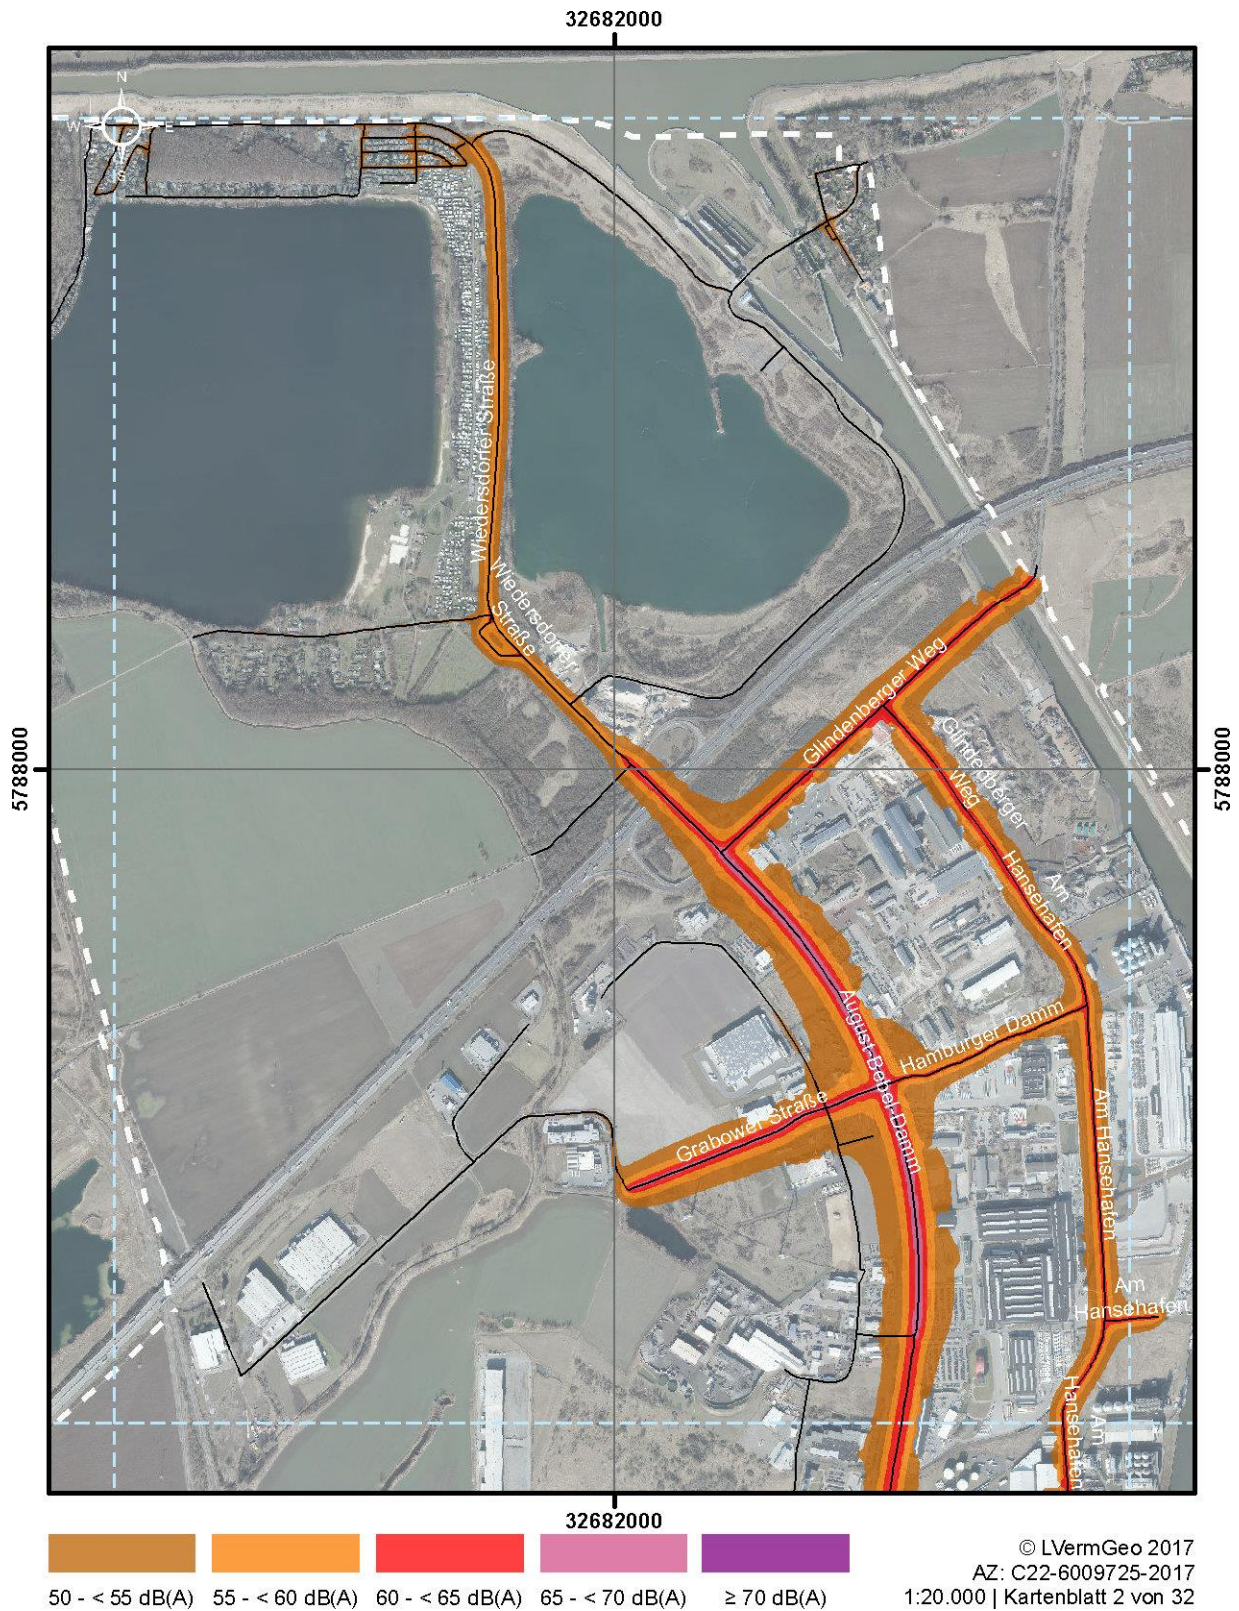 32682000
N
W
E
S
Wiedersdorfer Straße
Wiedersdorfer
Straße
Glindenberger Weg
Glindenberger
Weg
5788000
5788000
Am
Hansehafen
August-Bebel-Damm
Hamburger Damm
Grabower Straße
Am Hansehafen
Am
Hansehafen
Am
Hansehafen
32682000
50 - < 55 dB(A)
55 - < 60 dB(A)
60 - < 65 dB(A)
65 - < 70 dB(A)
≥ 70 dB(A)
© LVermGeo 2017
AZ: C22-6009725-2017
1:20.000 | Kartenblatt 2 von 32